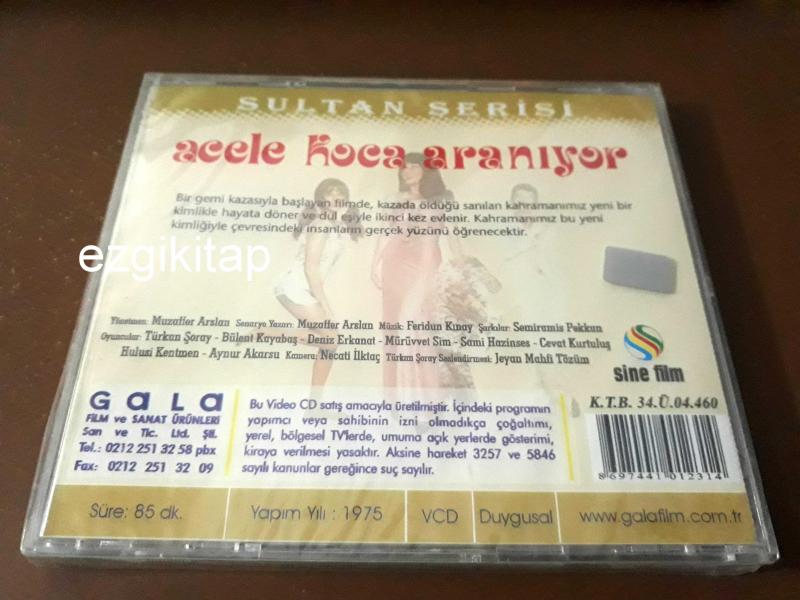 SULTAN SERİSİ
acele koca aranıyor
Bir gemi kazasıyla başlayan filmde, kazada öldüğü sanılan kahramanımız yeni bir
kimlikle hayata döner ve dul eşiyle ikinci kez evlenir. Kahramanımız bu yeni
kimliğiyle çevresindeki insanların gerçek yüzünü öğrenecektir.
ezgikitap
Yönetmen: Muzaffer Arslan Senaryo Yazarı: Muzaffer Arslan Müzik: Feridun Kınay Şarkılar: Semiramis Pekkan
Oyuncular: Türkan Şoray - Bülent Kayabaş - Deniz Erkanat - Mürüvvet Sim - Sami Hazinses - Cevat Kurtuluş
Hulusi Kentmen - Aynur Akarsu Kamera: Necati İlktaç Türkan Şoray Seslendirmesi: Jeyan Mahfi Tözüm
sine film
GALA
FİLM ve SANAT ÜRÜNLERİ
San ve Tic. Ltd. Şti.
Tel.: 0212 251 32 58 pbx
Fax: 0212 251 32 09
Bu Video CD satış amacıyla üretilmiştir. İçindeki programın
yapımcı veya sahibinin izni olmadıkça çoğaltımı,
yerel, bölgesel TV'lerde, umuma açık yerlerde gösterimi,
kiraya verilmesi yasaktır. Aksine hareket 3257 ve 5846
sayılı kanunlar gereğince suç sayılır.
K.T.B. 34.Ü.04.460
8 697441 012314
Süre: 85 dk.
Yapım Yılı : 1975
VCD
Duygusal
www.galafilm.com.tr